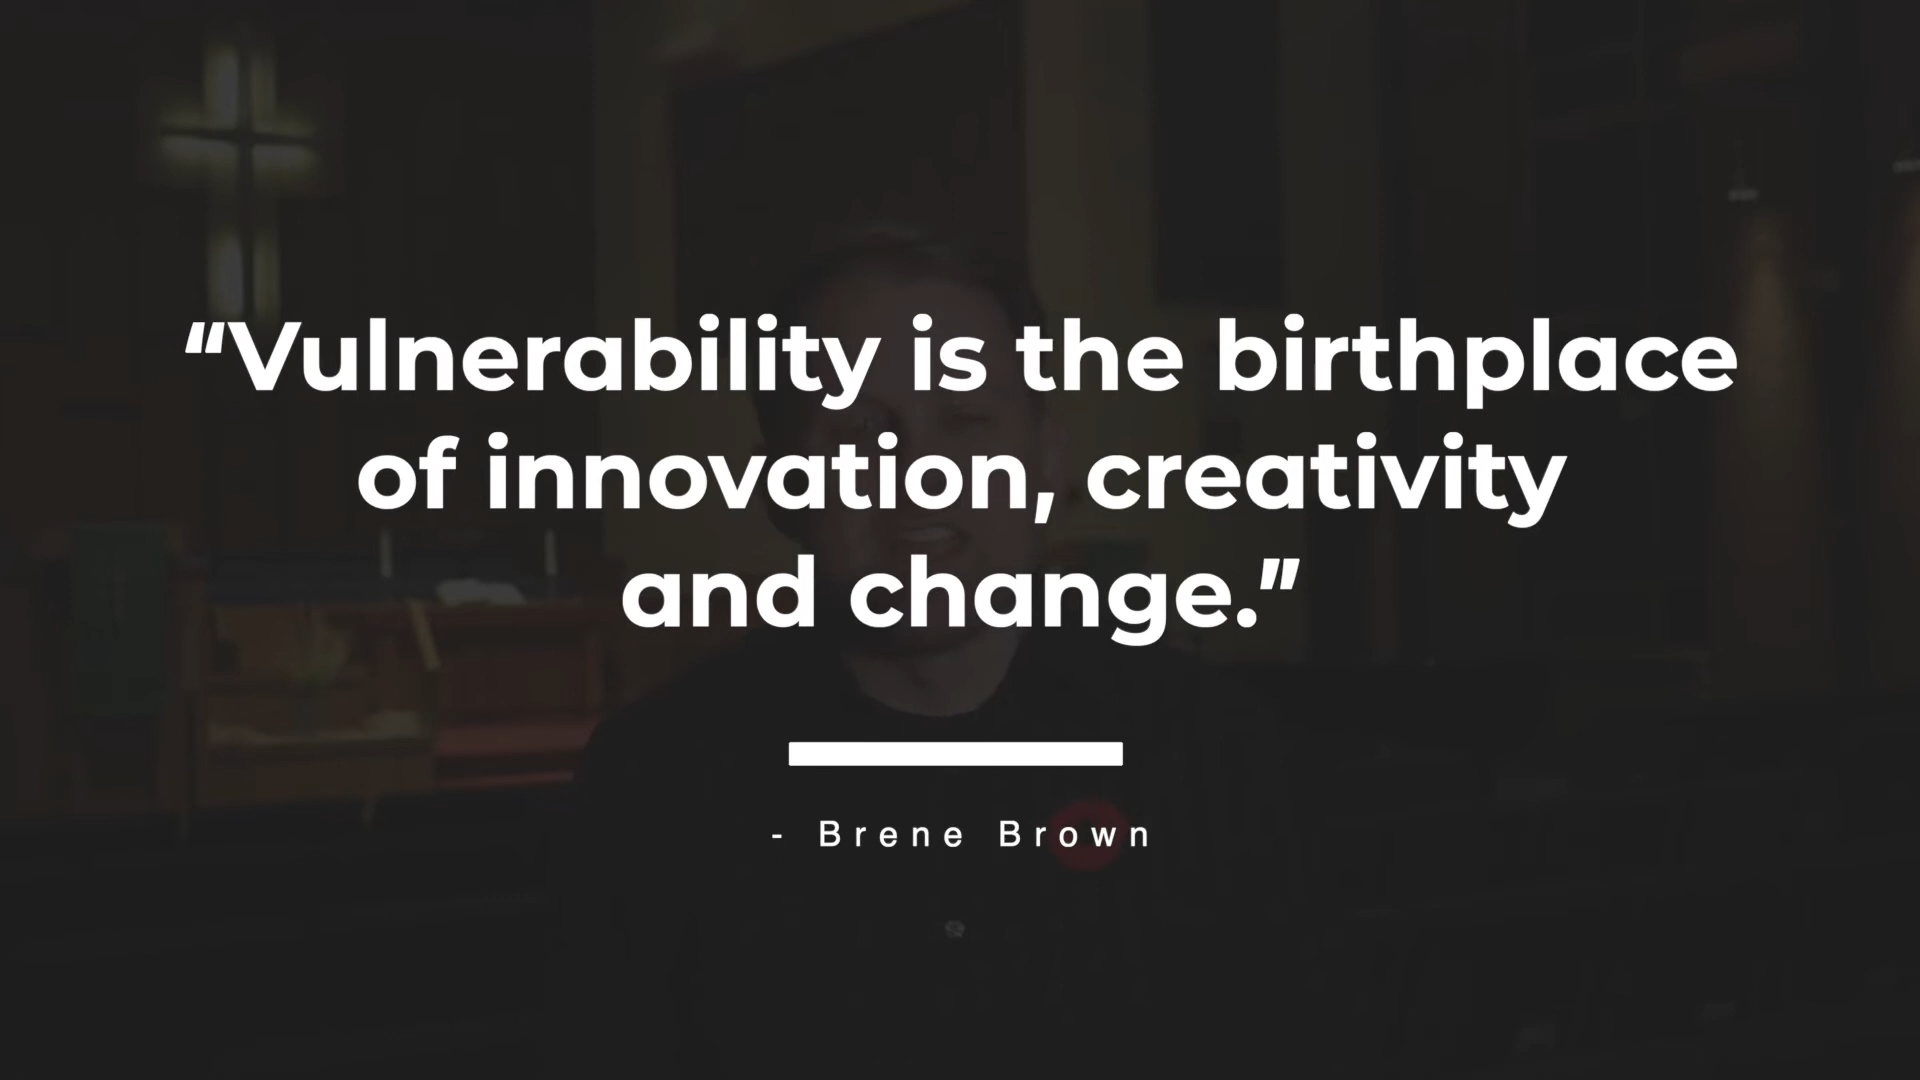 “Vulnerability is the birthplace
of innovation, creativity
and change.”
- Brene Brown